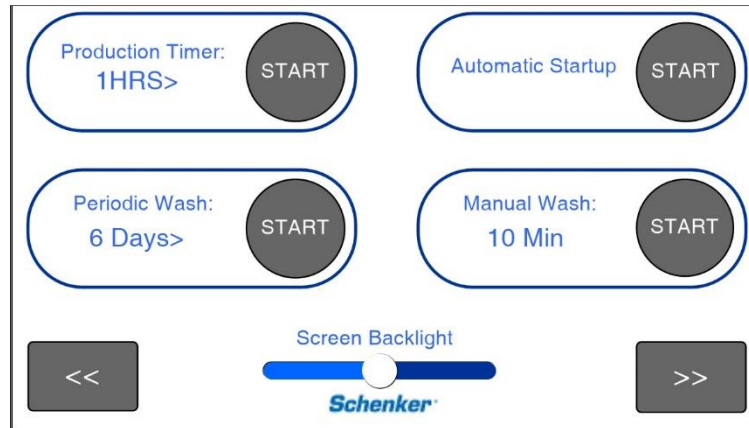 Production Timer:
1HRS>
START
Automatic Startup
START
Periodic Wash:
6 Days>
START
Manual Wash:
10 Min
START
Screen Backlight
<<
>>
Schenker